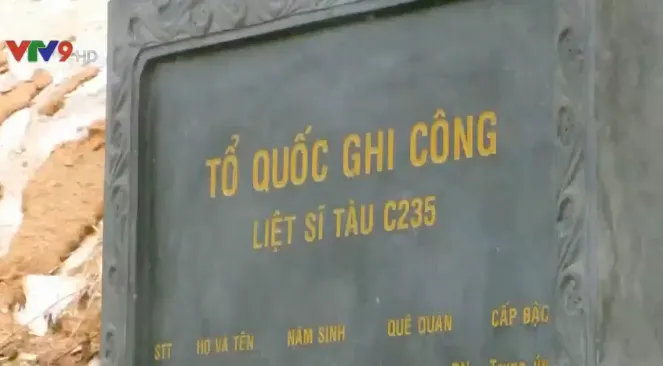 VTV9 HD
TỔ QUỐC GHI CÔNG
LIỆT SĨ TÀU C235
STT HỌ VÀ TÊN NĂM SINH QUÊ QUÁN CẤP BẬC